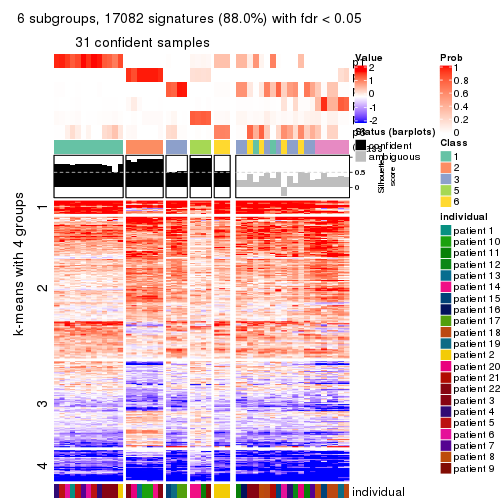 6 subgroups, 17082 signatures (88.0%) with fdr < 0.05
31 confident samples
k-means with 4 groups
1
2
3
4
individual
Value
2
1
0
-1
-2
Status (barplots)
confident
ambiguous
1
0.5
0
Silhouette
score
Prob
1
0.8
0.6
0.4
0.2
0
Class
1
2
3
5
6
individual
patient 1
patient 10
patient 11
patient 12
patient 13
patient 14
patient 15
patient 16
patient 17
patient 18
patient 19
patient 2
patient 20
patient 21
patient 22
patient 3
patient 4
patient 5
patient 6
patient 7
patient 8
patient 9